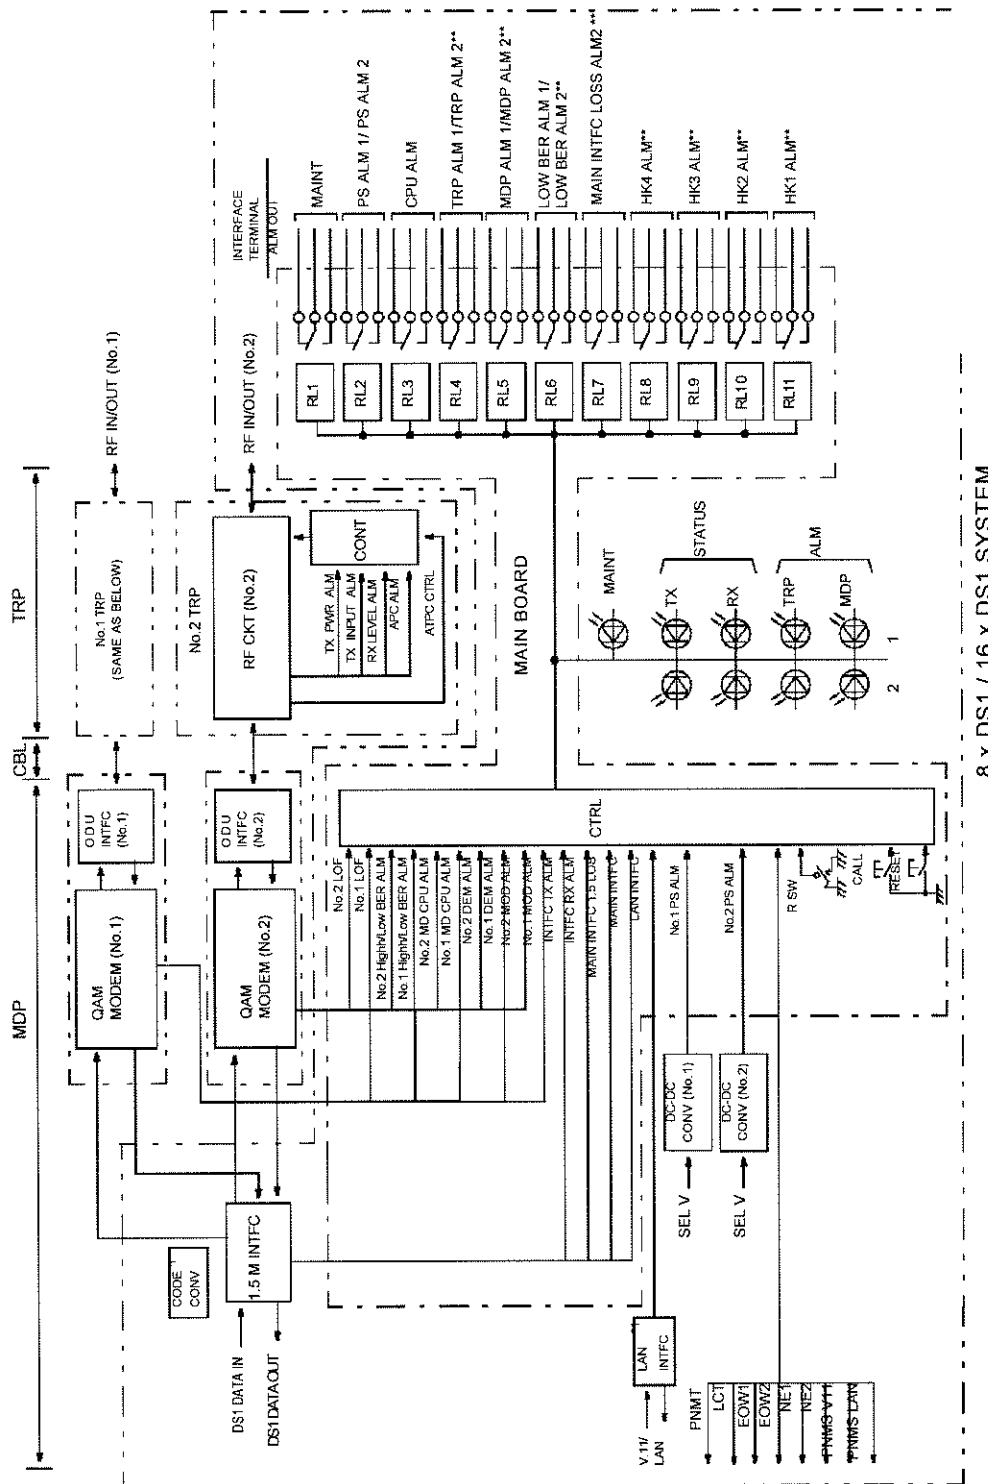 MDP
CBL
TRP
DS1 DATA IN
DS1 DATA OUT
CODE
CONV
1.5 M INTFC
QAM
MODEM (No.1)
ODU
INTFC
(No.1)
No.1 TRP
(SAME AS BELOW)
RF IN/OUT (No.1)
QAM
MODEM (No.2)
ODU
INTFC
(No.2)
No.2 TRP
RF CKT (No.2)
TX PWR ALM
TX INPUT ALM
RX LEVEL ALM
APC ALM
ATPC CTRL
CONT
RF IN/OUT (No.2)
INTERFACE
TERMINAL
ALM OUT
No.2 LOF
No.1 LOF
No.2 Highh/Low BER ALM
No.1 Highh/Low BER ALM
No.2 MD CPU ALM
No.1 MD CPU ALM
No.2 DEM ALM
No.1 DEM ALM
No.2 MOD ALM
No.1 MOD ALM
INTFC TX ALM
INTFC RX ALM
MAIN INTFC 1.5 LOS
MAIN INTFC
LAN INTFC
No.1 PS ALM
No.2 PS ALM
CTRL
R SW
CALL
RESET
MAIN BOARD
RL1
MAINT
RL2
PS ALM 1/ PS ALM 2
RL3
CPU ALM
RL4
TRP ALM 1/TRP ALM 2**
RL5
MDP ALM 1/MDP ALM 2**
RL6
LOW BER ALM 1/
LOW BER ALM 2**
RL7
MAIN INTFC LOSS ALM2 ***
RL8
HK4 ALM**
RL9
HK3 ALM**
RL10
HK2 ALM**
RL11
HK1 ALM**
MAINT
TX
RX
STATUS
TRP
MDP
ALM
2
1
SEL V
DC-DC
CONV (No.1)
SEL V
DC-DC
CONV (No.2)
V.11/
LAN
LAN
INTFC
PNMT
LCT
EOW1
EOW2
NE1
NE2
PNMS V11
PNMS LAN
8 x DS1 / 16 x DS1 SYSTEM